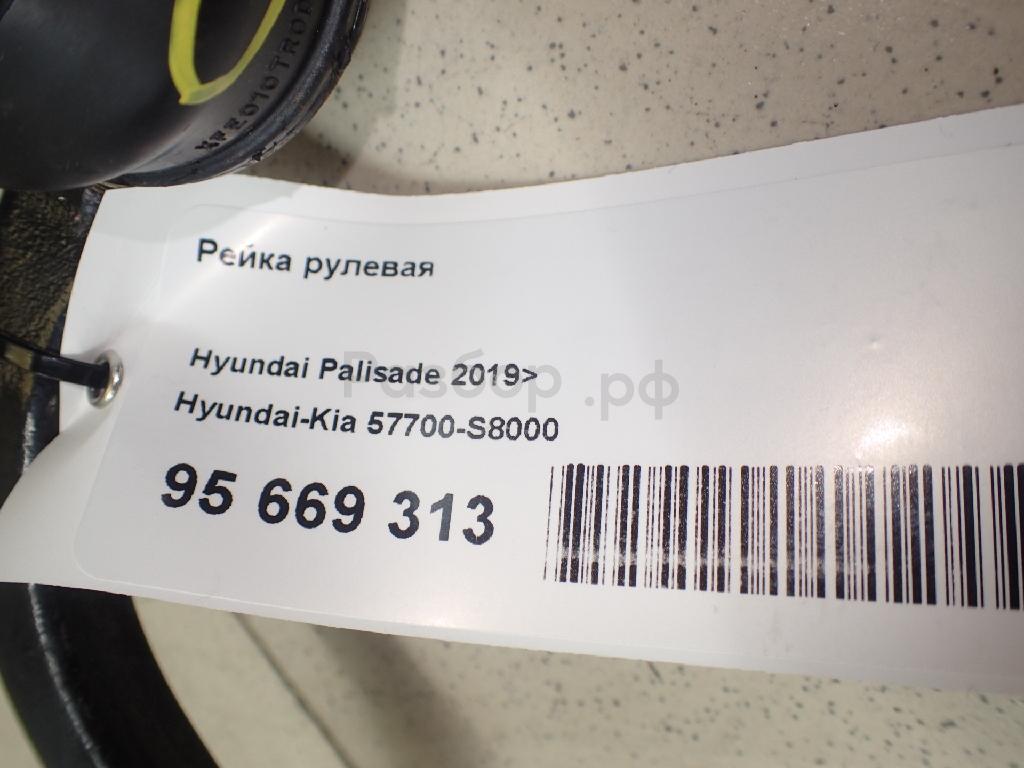 Рейка рулевая
Hyundai Palisade 2019>
Hyundai-Kia 57700-S8000
95 669 313
Разбор.рф